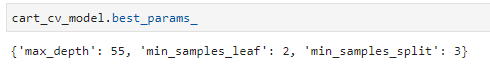 cart_cv_model.best_params_
{'max_depth': 55, 'min_samples_leaf': 2, 'min_samples_split': 3}